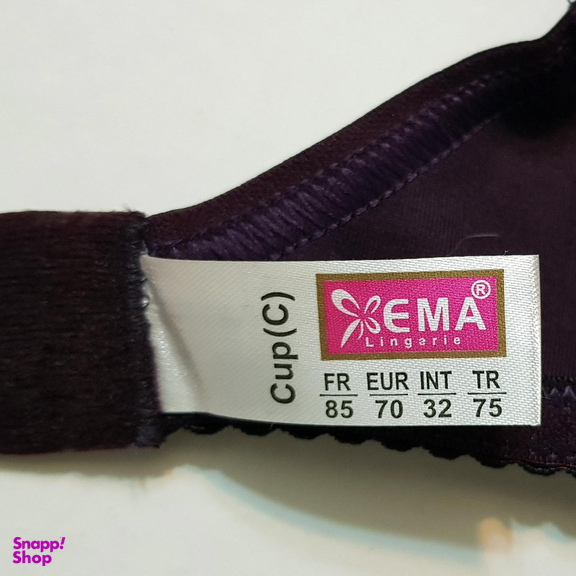 Cup(C)
EMA®
Lingerie
FR EUR INT TR
85 70 32 75
Snapp!
Shop